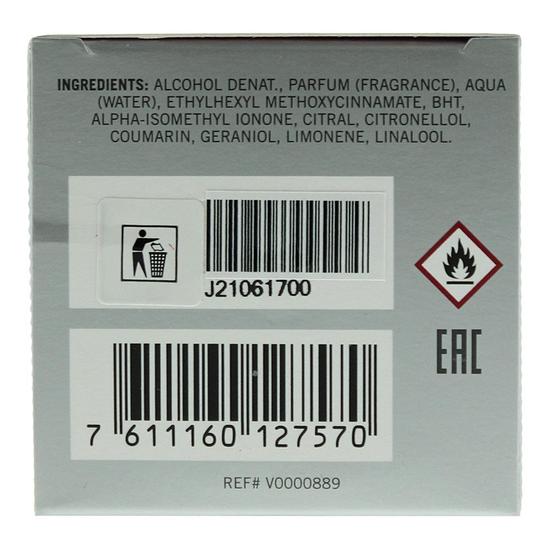 INGREDIENTS: ALCOHOL DENAT., PARFUM (FRAGRANCE), AQUA
(WATER), ETHYLHEXYL METHOXYCINNAMATE, BHT,
ALPHA-ISOMETHYL IONONE, CITRAL, CITRONELLOL,
COUMARIN, GERANIOL, LIMONENE, LINALOOL.
J21061700
EAC
7 611160 127570
REF# V0000889